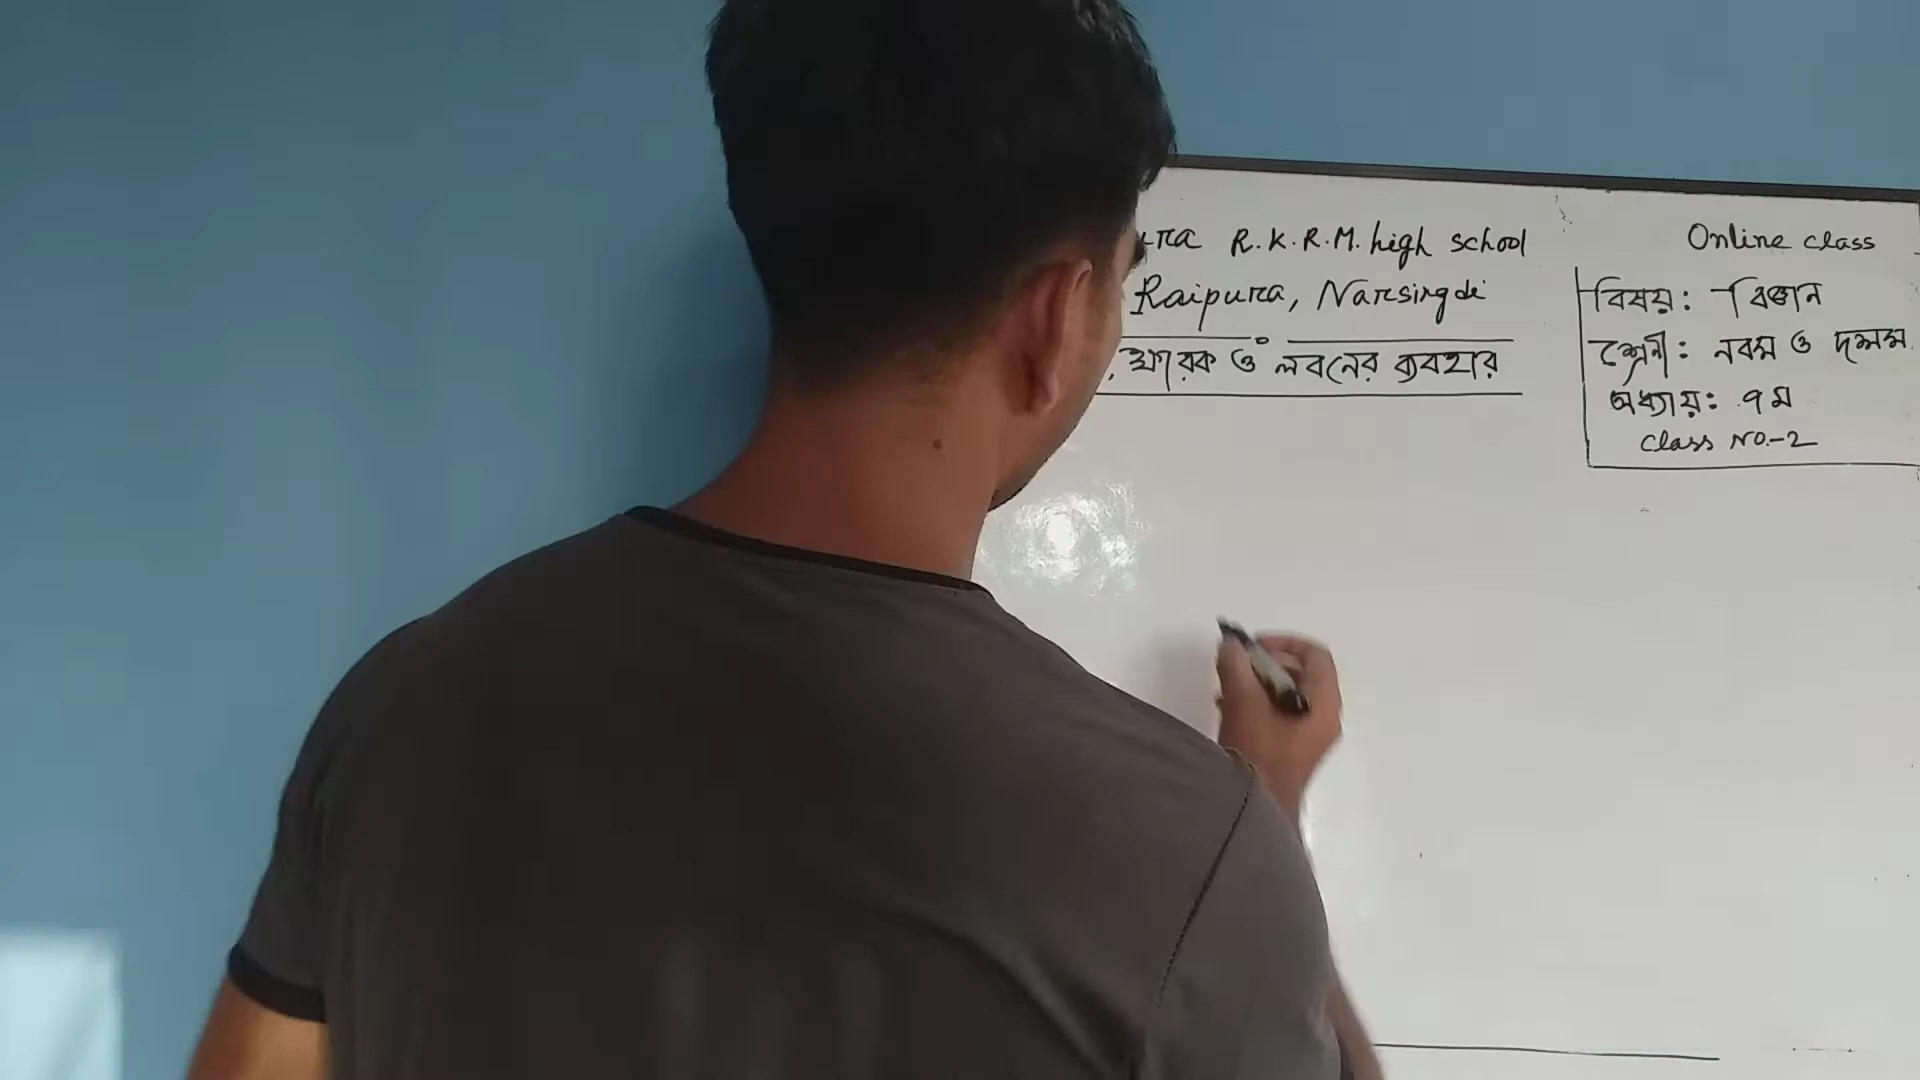 R.K.R.M. high school
Raipura, Narsingdi
ক্ষারক ও লবনের ব্যবহার
Online class
বিষয়: বিজ্ঞান
শ্রেনী: নবম ও দশম
অধ্যায়: ৭ম
class NO.-2